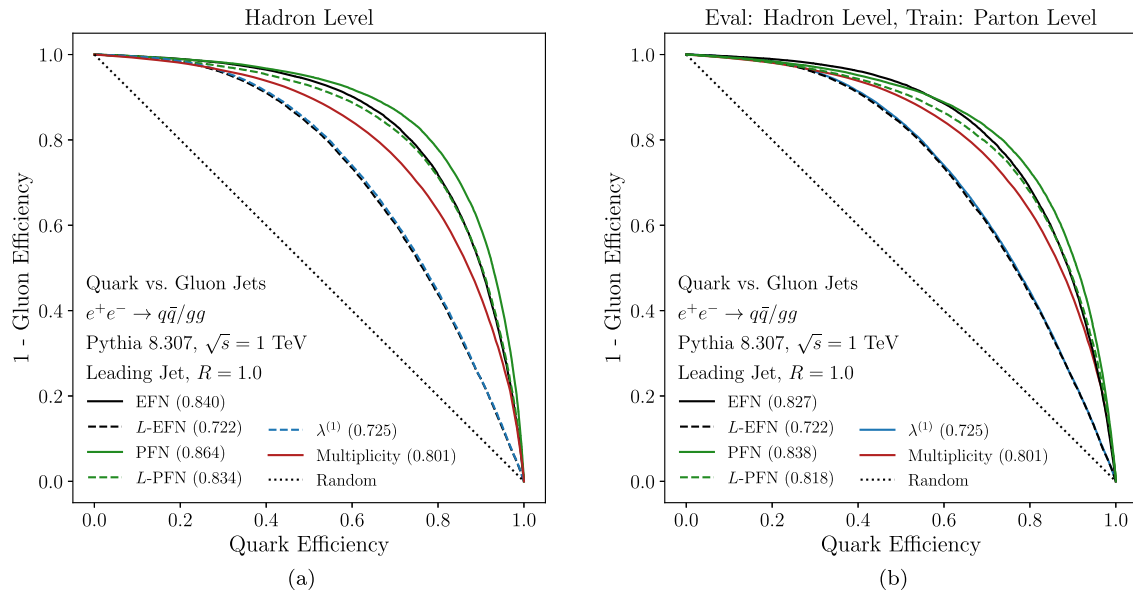 Hadron Level
1 - Gluon Efficiency
1.0
0.8
0.6
0.4
0.2
0.0
Quark vs. Gluon Jets
e⁺e⁻ → qq̄/gg
Pythia 8.307, √s = 1 TeV
Leading Jet, R = 1.0
EFN (0.840)
L-EFN (0.722)
PFN (0.864)
L-PFN (0.834)
λ⁽¹⁾ (0.725)
Multiplicity (0.801)
Random
0.0 0.2 0.4 0.6 0.8 1.0
Quark Efficiency
(a)
Eval: Hadron Level, Train: Parton Level
1 - Gluon Efficiency
1.0
0.8
0.6
0.4
0.2
0.0
Quark vs. Gluon Jets
e⁺e⁻ → qq̄/gg
Pythia 8.307, √s = 1 TeV
Leading Jet, R = 1.0
EFN (0.827)
L-EFN (0.722)
PFN (0.838)
L-PFN (0.818)
λ⁽¹⁾ (0.725)
Multiplicity (0.801)
Random
0.0 0.2 0.4 0.6 0.8 1.0
Quark Efficiency
(b)